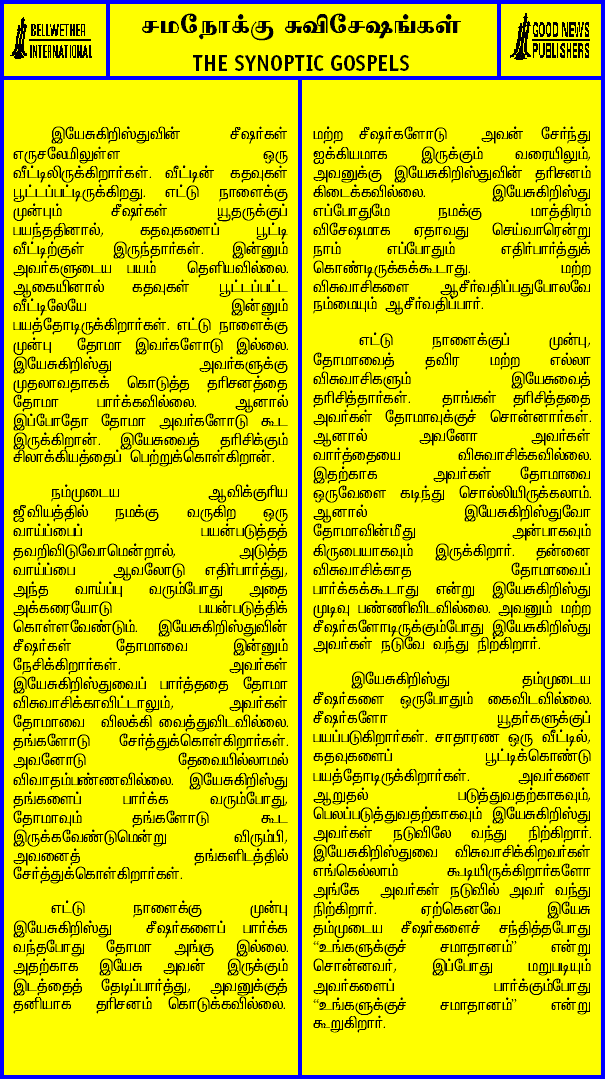 BELLWETHER
INTERNATIONAL
சமநோக்கு சுவிசேஷங்கள்
THE SYNOPTIC GOSPELS
GOOD NEWS
PUBLISHERS
இயேசுகிறிஸ்துவின் சீஷர்கள்
எருசலேமிலுள்ள ஒரு
வீட்டிலிருக்கிறார்கள். வீட்டின் கதவுகள்
பூட்டப்பட்டிருக்கிறது. எட்டு நாளைக்கு
முன்பும் சீஷர்கள் யூதருக்குப்
பயந்ததினால், கதவுகளைப் பூட்டி
வீட்டிற்குள் இருந்தார்கள். இன்னும்
அவர்களுடைய பயம் தெளியவில்லை.
ஆகையினால் கதவுகள் பூட்டப்பட்ட
வீட்டிலேயே இன்னும்
பயத்தோடிருக்கிறார்கள். எட்டு நாளைக்கு
முன்பு தோமா இவர்களோடு இல்லை.
இயேசுகிறிஸ்து அவர்களுக்கு
முதலாவதாகக் கொடுத்த தரிசனத்தை
தோமா பார்க்கவில்லை. ஆனால்
இப்போதோ தோமா அவர்களோடு கூட
இருக்கிறான். இயேசுவைத் தரிசிக்கும்
சிலாக்கியத்தைப் பெற்றுக்கொள்கிறான்.
நம்முடைய ஆவிக்குரிய
ஜீவியத்தில் நமக்கு வருகிற ஒரு
வாய்ப்பைப் பயன்படுத்தத்
தவறிவிடுவோமென்றால், அடுத்த
வாய்ப்பை ஆவலோடு எதிர்பார்த்து,
அந்த வாய்ப்பு வரும்போது அதை
அக்கரையோடு பயன்படுத்திக்
கொள்ளவேண்டும். இயேசுகிறிஸ்துவின்
சீஷர்கள் தோமாவை இன்னும்
நேசிக்கிறார்கள். அவர்கள்
இயேசுகிறிஸ்துவைப் பார்த்ததை தோமா
விசுவாசிக்காவிட்டாலும், அவர்கள்
தோமாவை விலக்கி வைத்துவிடவில்லை.
தங்களோடு சேர்த்துக்கொள்கிறார்கள்.
அவனோடு தேவையில்லாமல்
விவாதம்பண்ணவில்லை. இயேசுகிறிஸ்து
தங்களைப் பார்க்க வரும்போது,
தோமாவும் தங்களோடு கூட
இருக்கவேண்டுமென்று விரும்பி,
அவனைத் தங்களிடத்தில்
சேர்த்துக்கொள்கிறார்கள்.
எட்டு நாளைக்கு முன்பு
இயேசுகிறிஸ்து சீஷர்களைப் பார்க்க
வந்தபோது தோமா அங்கு இல்லை.
அதற்காக இயேசு அவன் இருக்கும்
இடத்தைத் தேடிப்பார்த்து, அவனுக்குத்
தனியாக தரிசனம் கொடுக்கவில்லை.
மற்ற சீஷர்களோடு அவன் சேர்ந்து
ஐக்கியமாக இருக்கும் வரையிலும்,
அவனுக்கு இயேசுகிறிஸ்துவின் தரிசனம்
கிடைக்கவில்லை. இயேசுகிறிஸ்து
எப்போதுமே நமக்கு மாத்திரம்
விசேஷமாக ஏதாவது செய்வாரென்று
நாம் எப்போதும் எதிர்பார்த்துக்
கொண்டிருக்கக்கூடாது. மற்ற
விசுவாசிகளை ஆசீர்வதிப்பதுபோலவே
நம்மையும் ஆசீர்வதிப்பார்.
எட்டு நாளைக்குப் முன்பு,
தோமாவைத் தவிர மற்ற எல்லா
விசுவாசிகளும் இயேசுவைத்
தரிசித்தார்கள். தாங்கள் தரிசித்ததை
அவர்கள் தோமாவுக்குச் சொன்னார்கள்.
ஆனால் அவனோ அவர்கள்
வார்த்தையை விசுவாசிக்கவில்லை.
இதற்காக அவர்கள் தோமாவை
ஒருவேளை கடிந்து சொல்லியிருக்கலாம்.
ஆனால் இயேசுகிறிஸ்துவோ
தோமாவின்மீது அன்பாகவும்
கிருபையாகவும் இருக்கிறார். தன்னை
விசுவாசிக்காத தோமாவைப்
பார்க்கக்கூடாது என்று இயேசுகிறிஸ்து
முடிவு பண்ணிவிடவில்லை. அவனும் மற்ற
சீஷர்களோடிருக்கும்போது இயேசுகிறிஸ்து
அவர்கள் நடுவே வந்து நிற்கிறார்.
இயேசுகிறிஸ்து தம்முடைய
சீஷர்களை ஒருபோதும் கைவிடவில்லை.
சீஷர்களோ யூதர்களுக்குப்
பயப்படுகிறார்கள். சாதாரண ஒரு வீட்டில்,
கதவுகளைப் பூட்டிக்கொண்டு
பயத்தோடிருக்கிறார்கள். அவர்களை
ஆறுதல் படுத்துவதற்காகவும்,
பெலப்படுத்துவதற்காகவும் இயேசுகிறிஸ்து
அவர்கள் நடுவிலே வந்து நிற்கிறார்.
இயேசுகிறிஸ்துவை விசுவாசிக்கிறவர்கள்
எங்கெல்லாம் கூடியிருக்கிறார்களோ
அங்கே அவர்கள் நடுவில் அவர் வந்து
நிற்கிறார். ஏற்கெனவே இயேசு
தம்முடைய சீஷர்களைச் சந்தித்தபோது
“உங்களுக்குச் சமாதானம்” என்று
சொன்னவர், இப்போது மறுபடியும்
அவர்களைப் பார்க்கும்போது
“உங்களுக்குச் சமாதானம்” என்று
கூறுகிறார்.